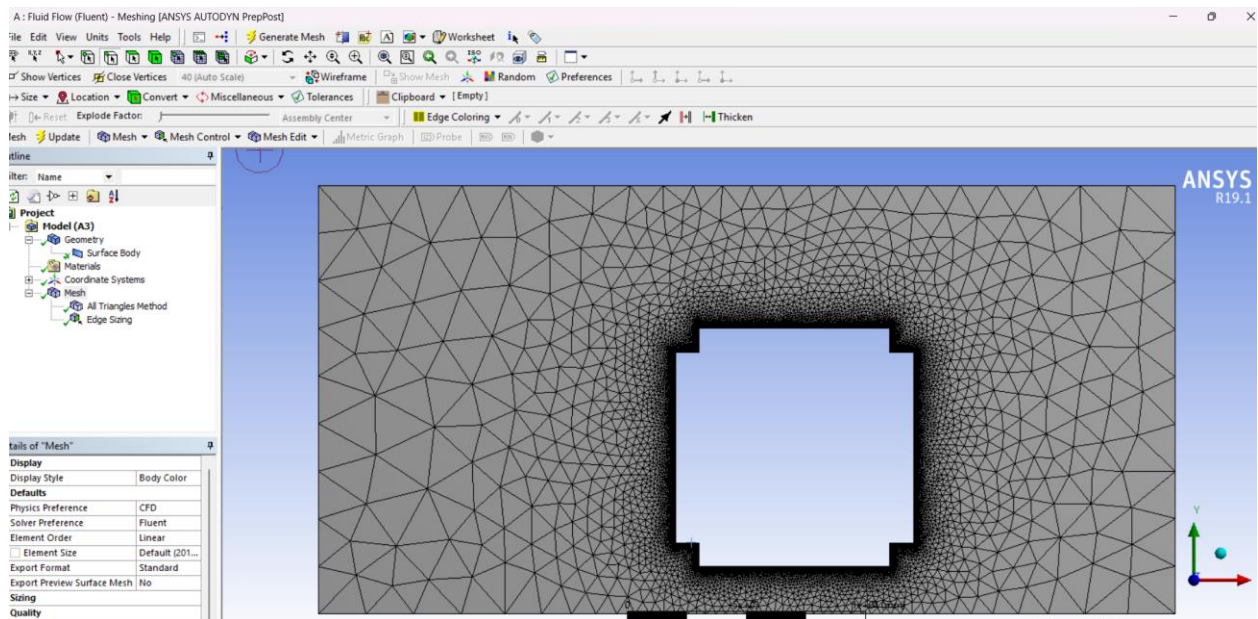 A : Fluid Flow (Fluent) - Meshing [ANSYS AUTODYN PrepPost]
File Edit View Units Tools Help Generate Mesh A Worksheet i
Show Vertices Close Vertices 40 (Auto Scale) Wireframe Show Mesh Random Preferences
Size Location Convert Miscellaneous Tolerances Clipboard [Empty]
Reset Explode Factor: Assembly Center Edge Coloring Thicken
Mesh Update Mesh Mesh Control Mesh Edit Metric Graph Probe
utline
ilter: Name
Project
Model (A3)
Geometry
Surface Body
Materials
Coordinate Systems
Mesh
All Triangles Method
Edge Sizing
ANSYS
R19.1
tails of "Mesh"
Display
Display Style Body Color
Defaults
Physics Preference CFD
Solver Preference Fluent
Element Order Linear
Element Size Default (201...
Export Format Standard
Export Preview Surface Mesh No
Sizing
Quality
Y